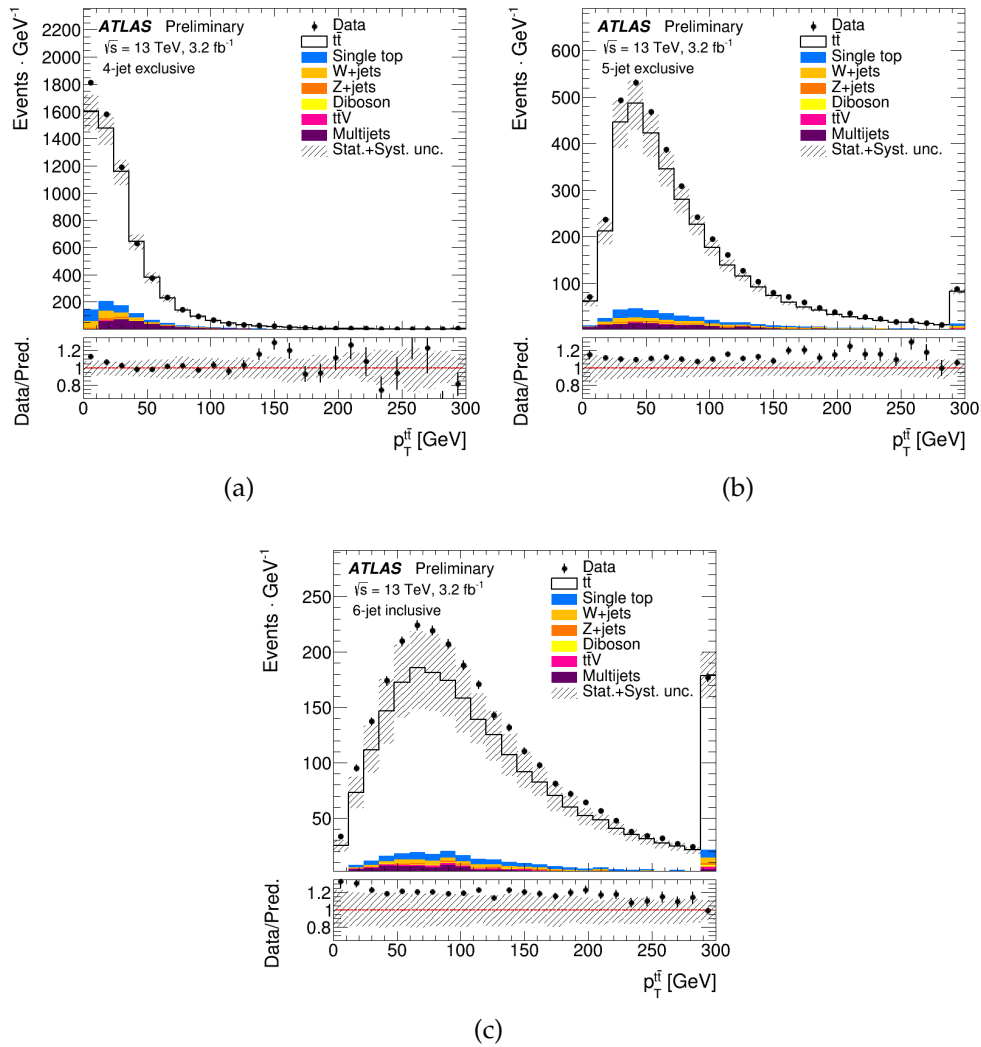 ATLAS Preliminary
√s = 13 TeV, 3.2 fb⁻¹
4-jet exclusive
Data
tt̄
Single top
W+jets
Z+jets
Diboson
tt̄V
Multijets
Stat.+Syst. unc.
Events · GeV⁻¹
2200
2000
1800
1600
1400
1200
1000
800
600
400
200
Data/Pred.
1.2
1
0.8
0 50 100 150 200 250 300
p_T^{tt̄} [GeV]
(a)
ATLAS Preliminary
√s = 13 TeV, 3.2 fb⁻¹
5-jet exclusive
Data
tt̄
Single top
W+jets
Z+jets
Diboson
tt̄V
Multijets
Stat.+Syst. unc.
Events · GeV⁻¹
600
500
400
300
200
100
Data/Pred.
1.2
1
0.8
0 50 100 150 200 250 300
p_T^{tt̄} [GeV]
(b)
ATLAS Preliminary
√s = 13 TeV, 3.2 fb⁻¹
6-jet inclusive
Data
tt̄
Single top
W+jets
Z+jets
Diboson
tt̄V
Multijets
Stat.+Syst. unc.
Events · GeV⁻¹
250
200
150
100
50
Data/Pred.
1.2
1
0.8
0 50 100 150 200 250 300
p_T^{tt̄} [GeV]
(c)